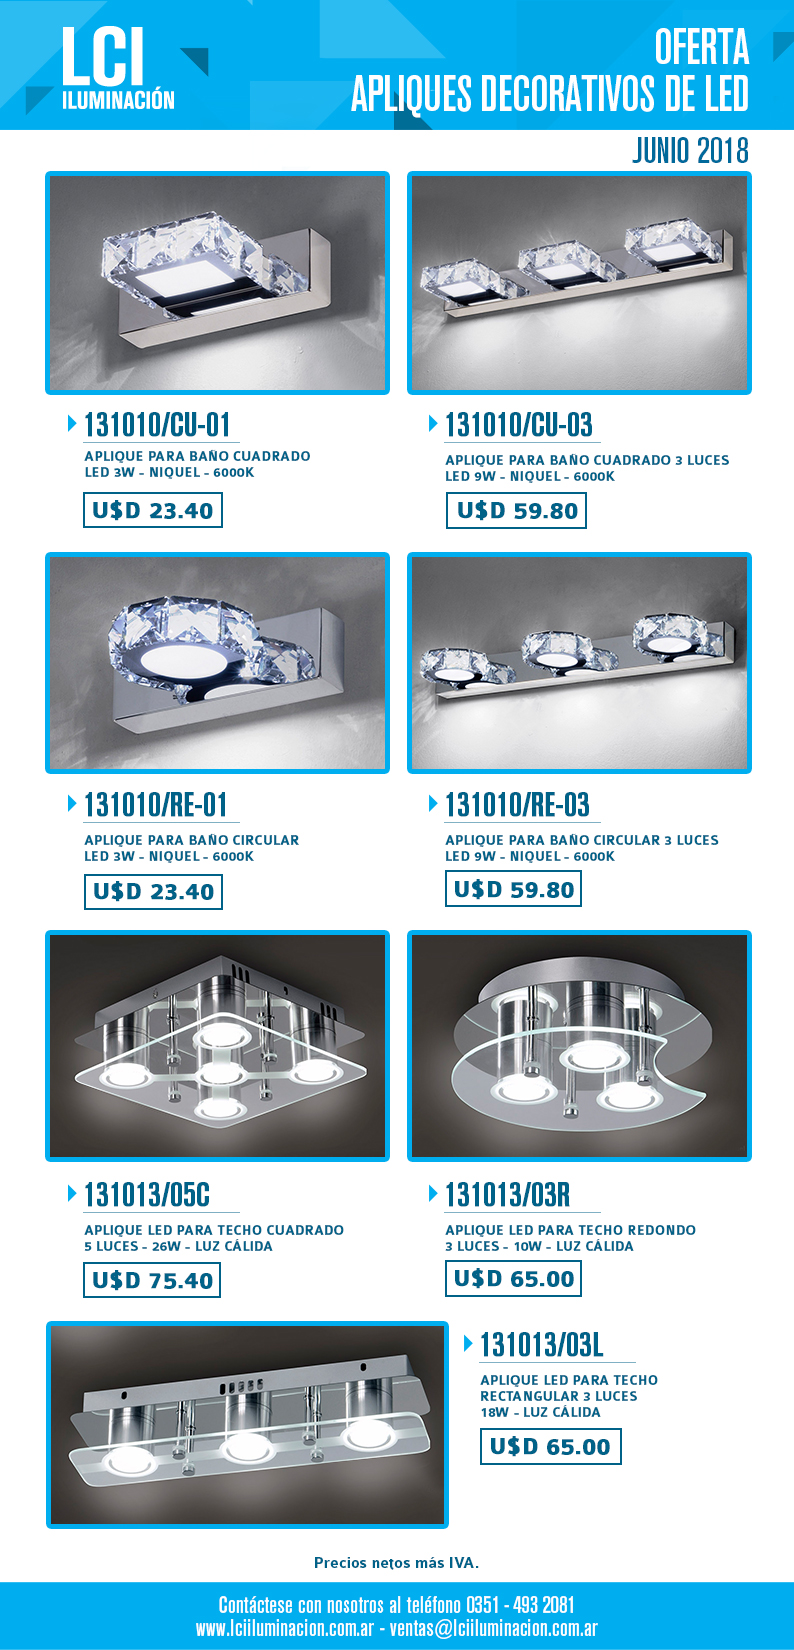 LCI
ILUMINACIÓN
OFERTA
APLIQUES DECORATIVOS DE LED
JUNIO 2018
131010/CU-01
APLIQUE PARA BAÑO CUADRADO
LED 3W - NIQUEL - 6000K
U$D 23.40
131010/CU-03
APLIQUE PARA BAÑO CUADRADO 3 LUCES
LED 9W - NIQUEL - 6000K
U$D 59.80
131010/RE-01
APLIQUE PARA BAÑO CIRCULAR
LED 3W - NIQUEL - 6000K
U$D 23.40
131010/RE-03
APLIQUE PARA BAÑO CIRCULAR 3 LUCES
LED 9W - NIQUEL - 6000K
U$D 59.80
131013/05C
APLIQUE LED PARA TECHO CUADRADO
5 LUCES - 26W - LUZ CÁLIDA
U$D 75.40
131013/03R
APLIQUE LED PARA TECHO REDONDO
3 LUCES - 10W - LUZ CÁLIDA
U$D 65.00
131013/03L
APLIQUE LED PARA TECHO
RECTANGULAR 3 LUCES
18W - LUZ CÁLIDA
U$D 65.00
Precios netos más IVA.
Contáctese con nosotros al teléfono 0351 - 493 2081
www.lciiluminacion.com.ar - ventas@lciiluminacion.com.ar